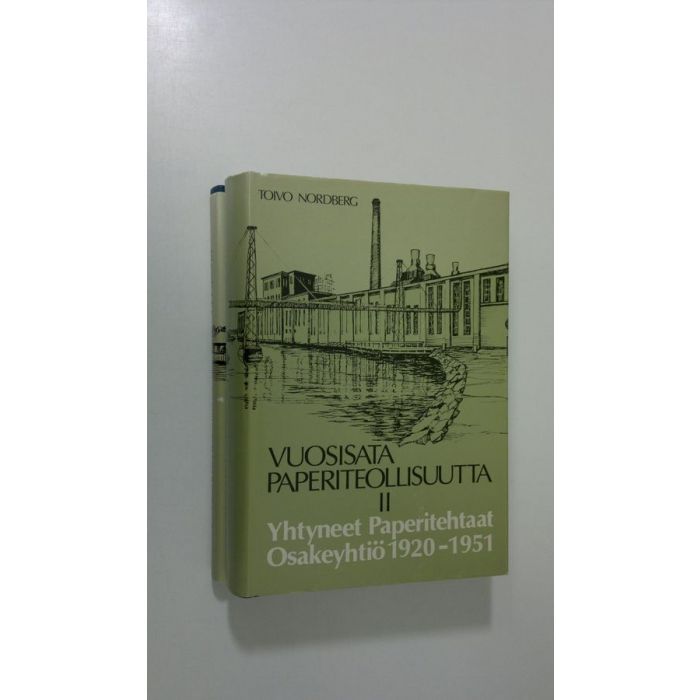 TOIVO NORDBERG
VUOSISATA
PAPERITEOLLISUUTTA
II
Yhtyneet Paperitehtaat
Osakeyhtiö 1920-1951